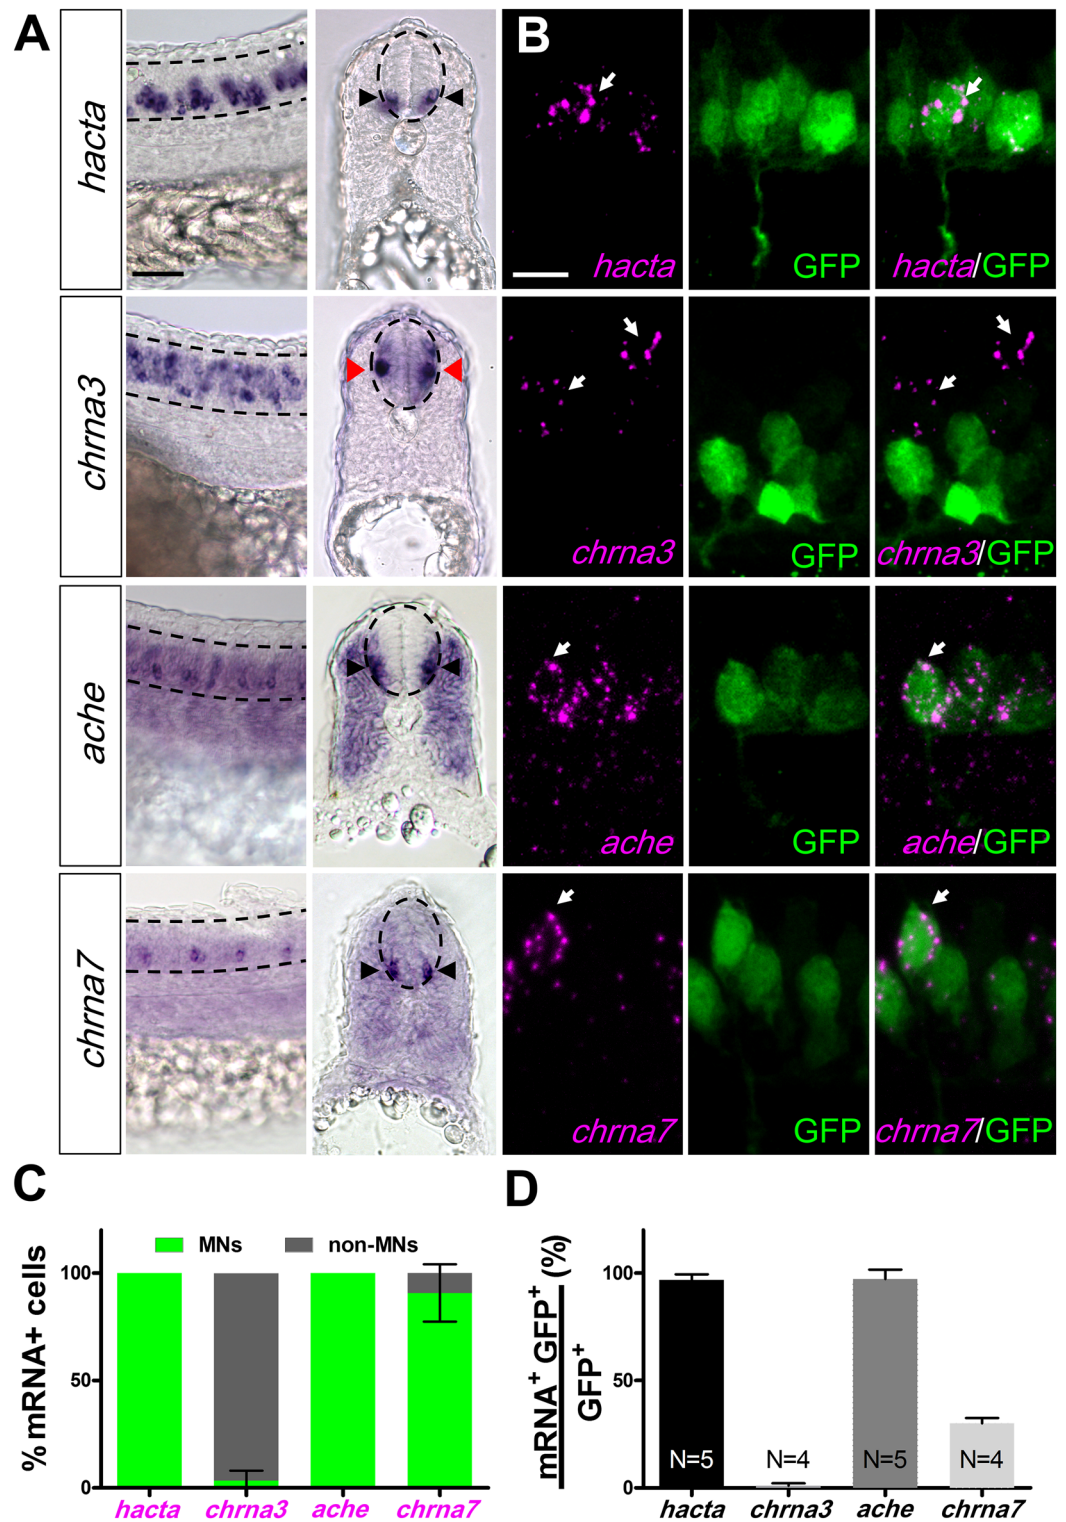 A
B
hacta
hacta
GFP
hacta/GFP
chrna3
chrna3
GFP
chrna3/GFP
ache
ache
GFP
ache/GFP
chrna7
chrna7
GFP
chrna7/GFP
C
% mRNA+ cells
MNs
non-MNs
100
50
0
hacta
chrna3
ache
chrna7
D
mRNA+ GFP+ (%)
GFP+
100
50
0
N=5
N=4
N=5
N=4
hacta
chrna3
ache
chrna7